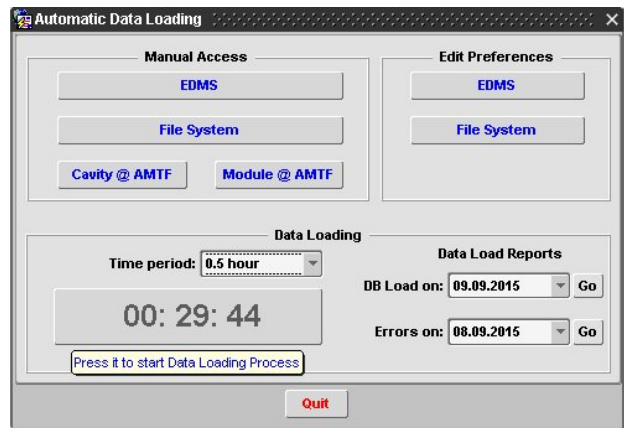 Automatic Data Loading
Manual Access
EDMS
File System
Cavity @ AMTF
Module @ AMTF
Edit Preferences
EDMS
File System
Data Loading
Time period: 0.5 hour
00: 29: 44
Press it to start Data Loading Process
Data Load Reports
DB Load on: 09.09.2015 Go
Errors on: 08.09.2015 Go
Quit